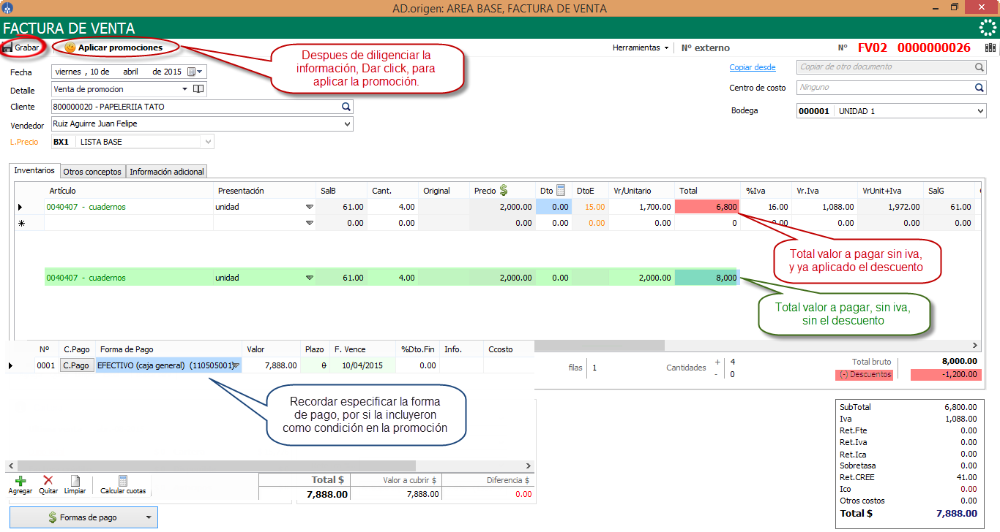 AD.origen: AREA BASE, FACTURA DE VENTA
FACTURA DE VENTA
Grabar Aplicar promociones Herramientas Nº externo Nº FV02 0000000026
Despues de diligenciar la
información, Dar click, para
aplicar la promoción.
Fecha viernes , 10 de abril de 2015
Detalle Venta de promocion
Cliente 800000020 - PAPELERIIA TATO
Vendedor Ruiz Aguirre Juan Felipe
L.Precio BX1 LISTA BASE
Copiar desde Copiar de otro documento
Centro de costo Ninguno
Bodega 000001 UNIDAD 1
Inventarios Otros conceptos Información adicional
Artículo Presentación SalB Cant. Original Precio Dto DtoE Vr/Unitario Total %Iva Vr.Iva VrUnit+Iva SalG
0040407 - cuadernos unidad 61.00 4.00 2,000.00 0.00 15.00 1,700.00 6,800 16.00 1,088.00 1,972.00 61.00
0.00 0.00 0.00 0.00 0.00 0.00 0 0.00 0.00 0.00 0.00
Total valor a pagar sin iva,
y ya aplicado el descuento
0040407 - cuadernos unidad 61.00 4.00 2,000.00 0.00 2,000.00 8,000
Total valor a pagar, sin iva,
sin el descuento
Nº C.Pago Forma de Pago Valor Plazo F. Vence %Dto.Fin Info. Ccosto
0001 C.Pago EFECTIVO (caja general) (110505001) 7,888.00 0 10/04/2015 0.00
filas 1 Cantidades + 4
- 0
Total bruto 8,000.00
(-) Descuentos -1,200.00
Recordar especificar la forma
de pago, por si la incluyeron
como condición en la promoción
SubTotal 6,800.00
Iva 1,088.00
Ret.Fte 0.00
Ret.Iva 0.00
Ret.Ica 0.00
Sobretasa 0.00
Ret.CREE 41.00
Ico 0.00
Otros costos 0.00
Total $ 7,888.00
Agregar Quitar Limpiar Calcular cuotas
Total $ Valor a cubrir $ Diferencia $
7,888.00 7,888.00 0.00
$ Formas de pago